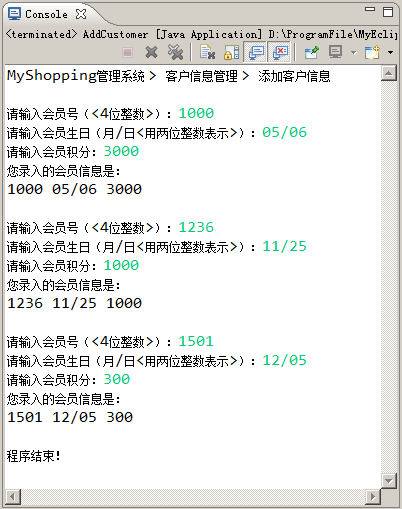 Console
<terminated> AddCustomer [Java Application] D:\ProgramFile\MyEclip
MyShopping管理系统 > 客户信息管理 > 添加客户信息
请输入会员号（<4位整数>）：1000
请输入会员生日（月/日<用两位整数表示>）：05/06
请输入会员积分：3000
您录入的会员信息是：
1000 05/06 3000
请输入会员号（<4位整数>）：1236
请输入会员生日（月/日<用两位整数表示>）：11/25
请输入会员积分：1000
您录入的会员信息是：
1236 11/25 1000
请输入会员号（<4位整数>）：1501
请输入会员生日（月/日<用两位整数表示>）：12/05
请输入会员积分：300
您录入的会员信息是：
1501 12/05 300
程序结束！